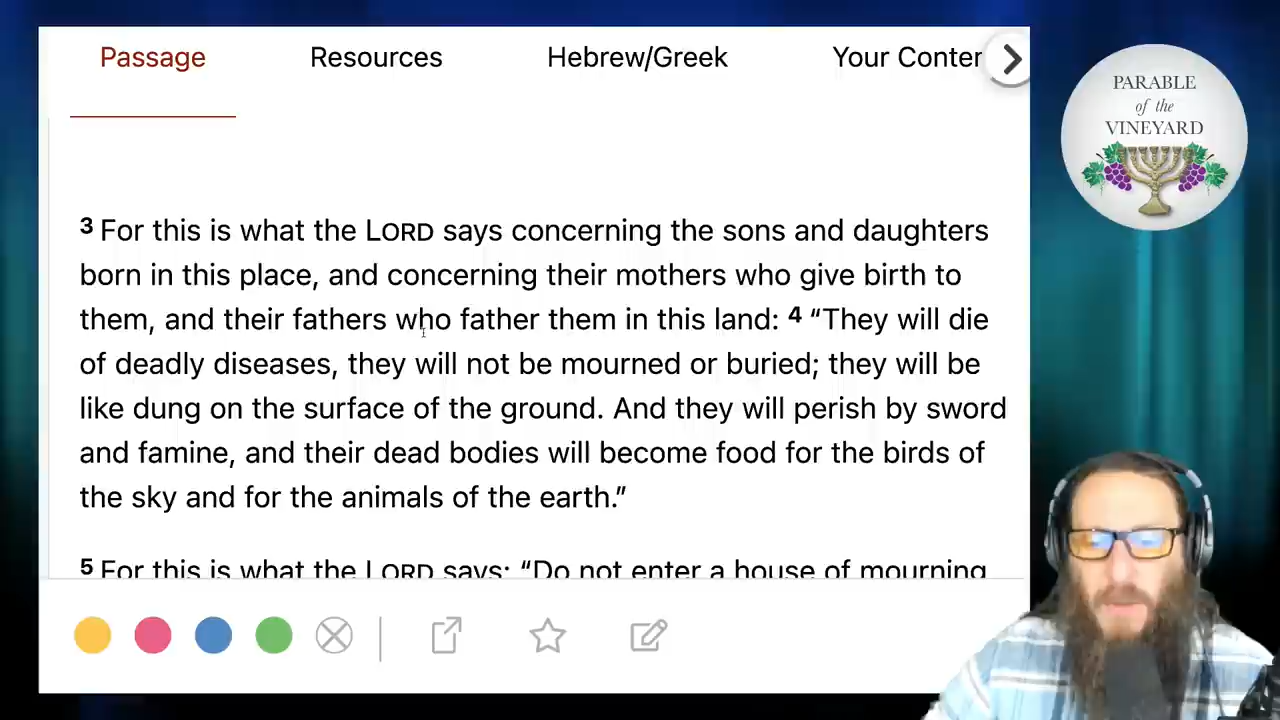 Passage Resources Hebrew/Greek Your Conter
PARABLE
of the
VINEYARD
3 For this is what the LORD says concerning the sons and daughters
born in this place, and concerning their mothers who give birth to
them, and their fathers who father them in this land: 4 “They will die
of deadly diseases, they will not be mourned or buried; they will be
like dung on the surface of the ground. And they will perish by sword
and famine, and their dead bodies will become food for the birds of
the sky and for the animals of the earth.”
5 For this is what the LORD says: “Do not enter a house of mourning